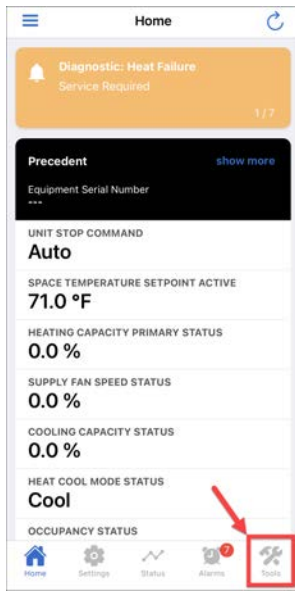 Home
Diagnostic: Heat Failure
Service Required
1/7
Precedent show more
Equipment Serial Number
---
UNIT STOP COMMAND
Auto
SPACE TEMPERATURE SETPOINT ACTIVE
71.0 °F
HEATING CAPACITY PRIMARY STATUS
0.0 %
SUPPLY FAN SPEED STATUS
0.0 %
COOLING CAPACITY STATUS
0.0 %
HEAT COOL MODE STATUS
Cool
OCCUPANCY STATUS
7
Home Settings Status Alarms Tools